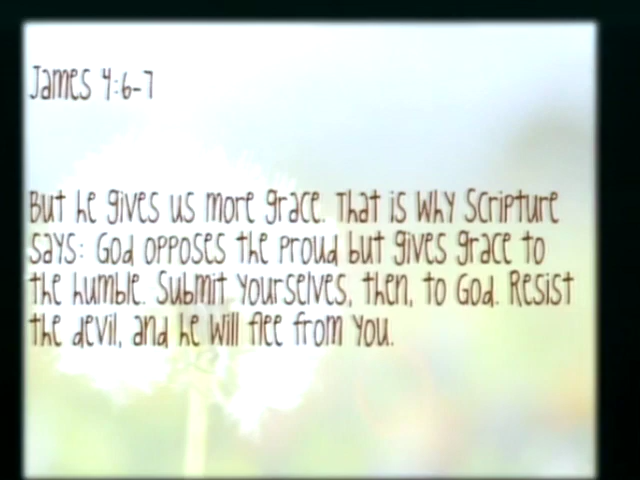 James 4:6-7
But he gives us more grace. That is why Scripture
says: God opposes the proud but gives grace to
the humble. Submit yourselves, then, to God. Resist
the devil, and he will flee from you.